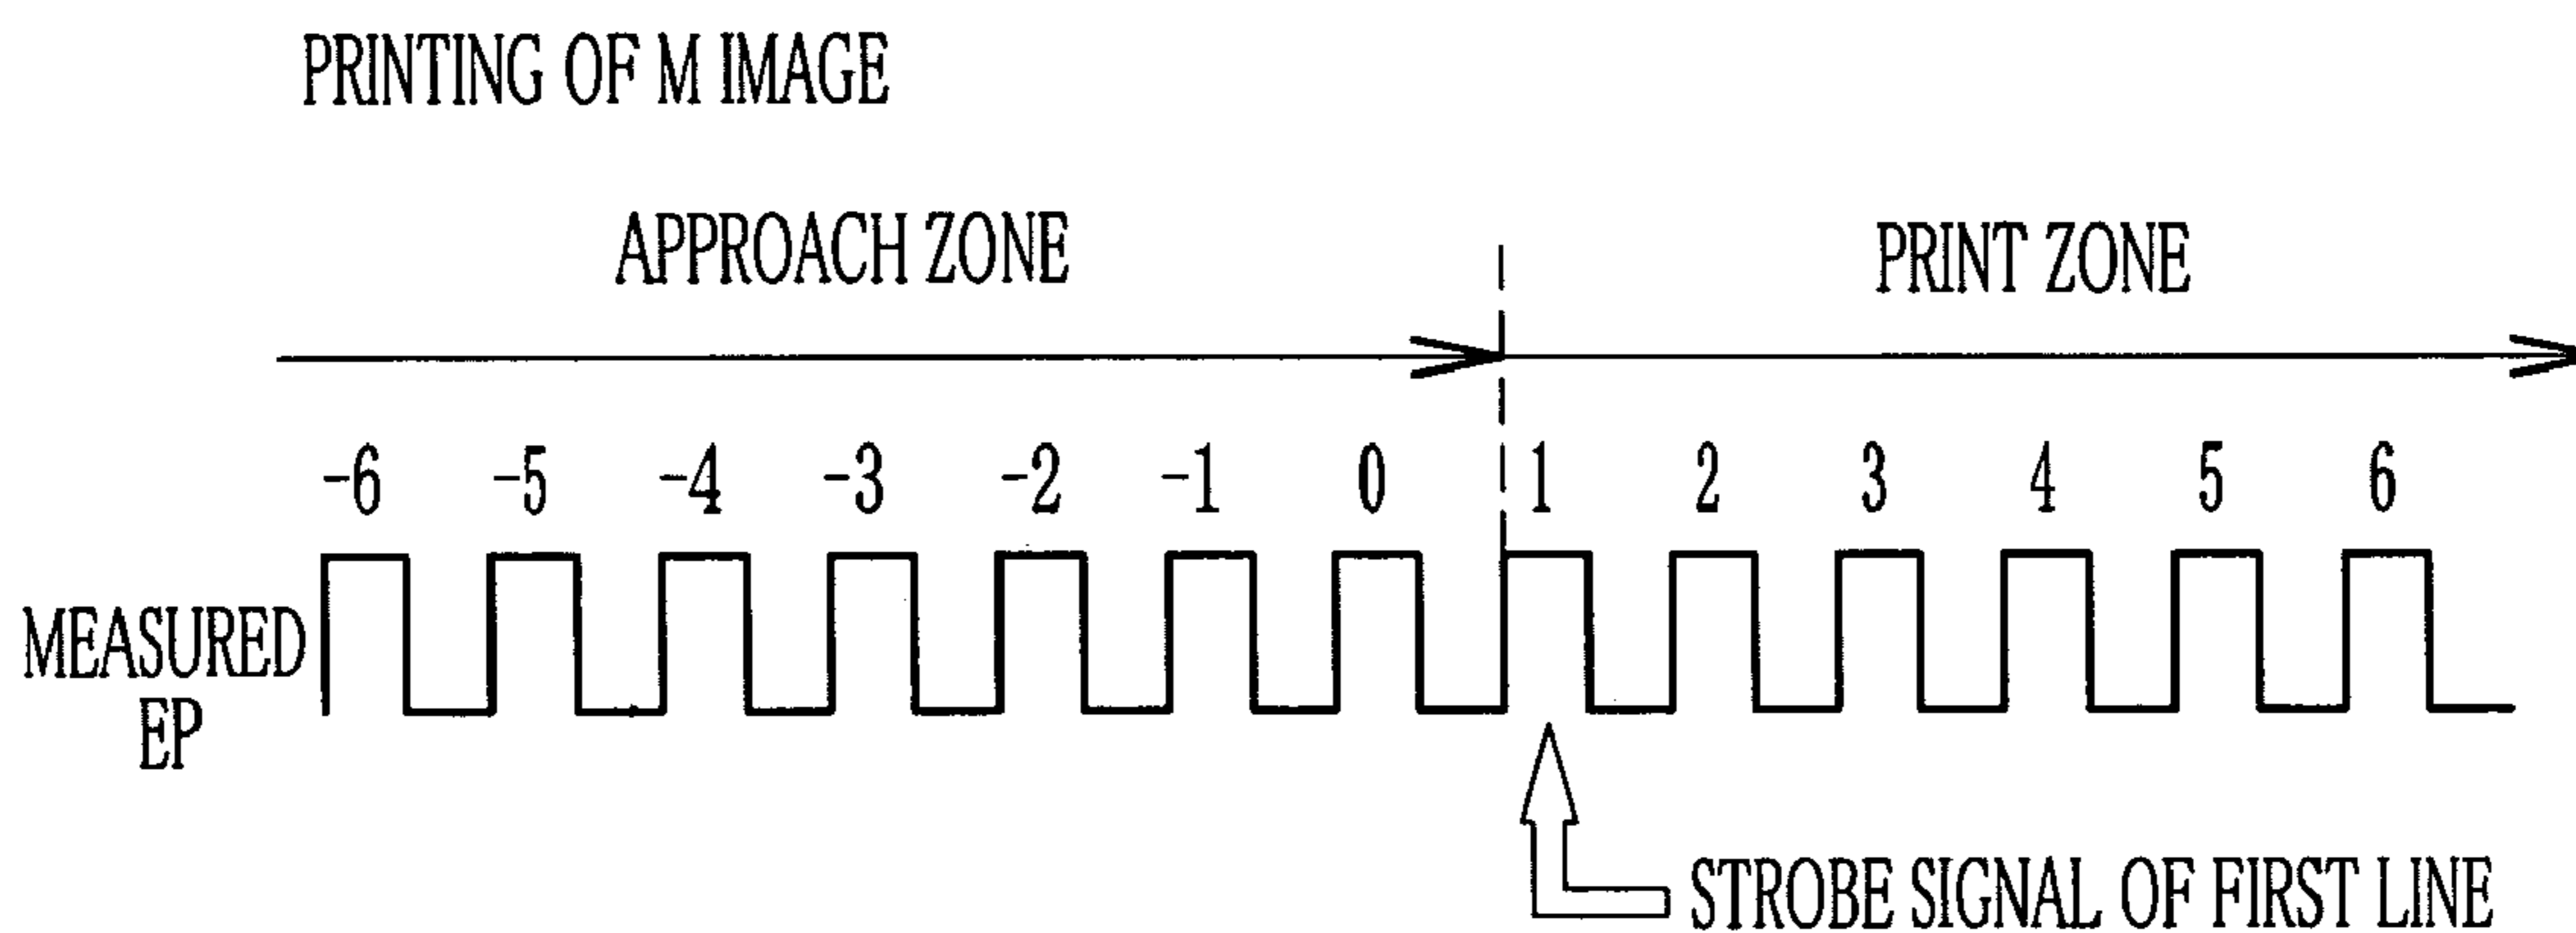 PRINTING OF M IMAGE
APPROACH ZONE PRINT ZONE
-6 -5 -4 -3 -2 -1 0 1 2 3 4 5 6
MEASURED
EP
STROBE SIGNAL OF FIRST LINE